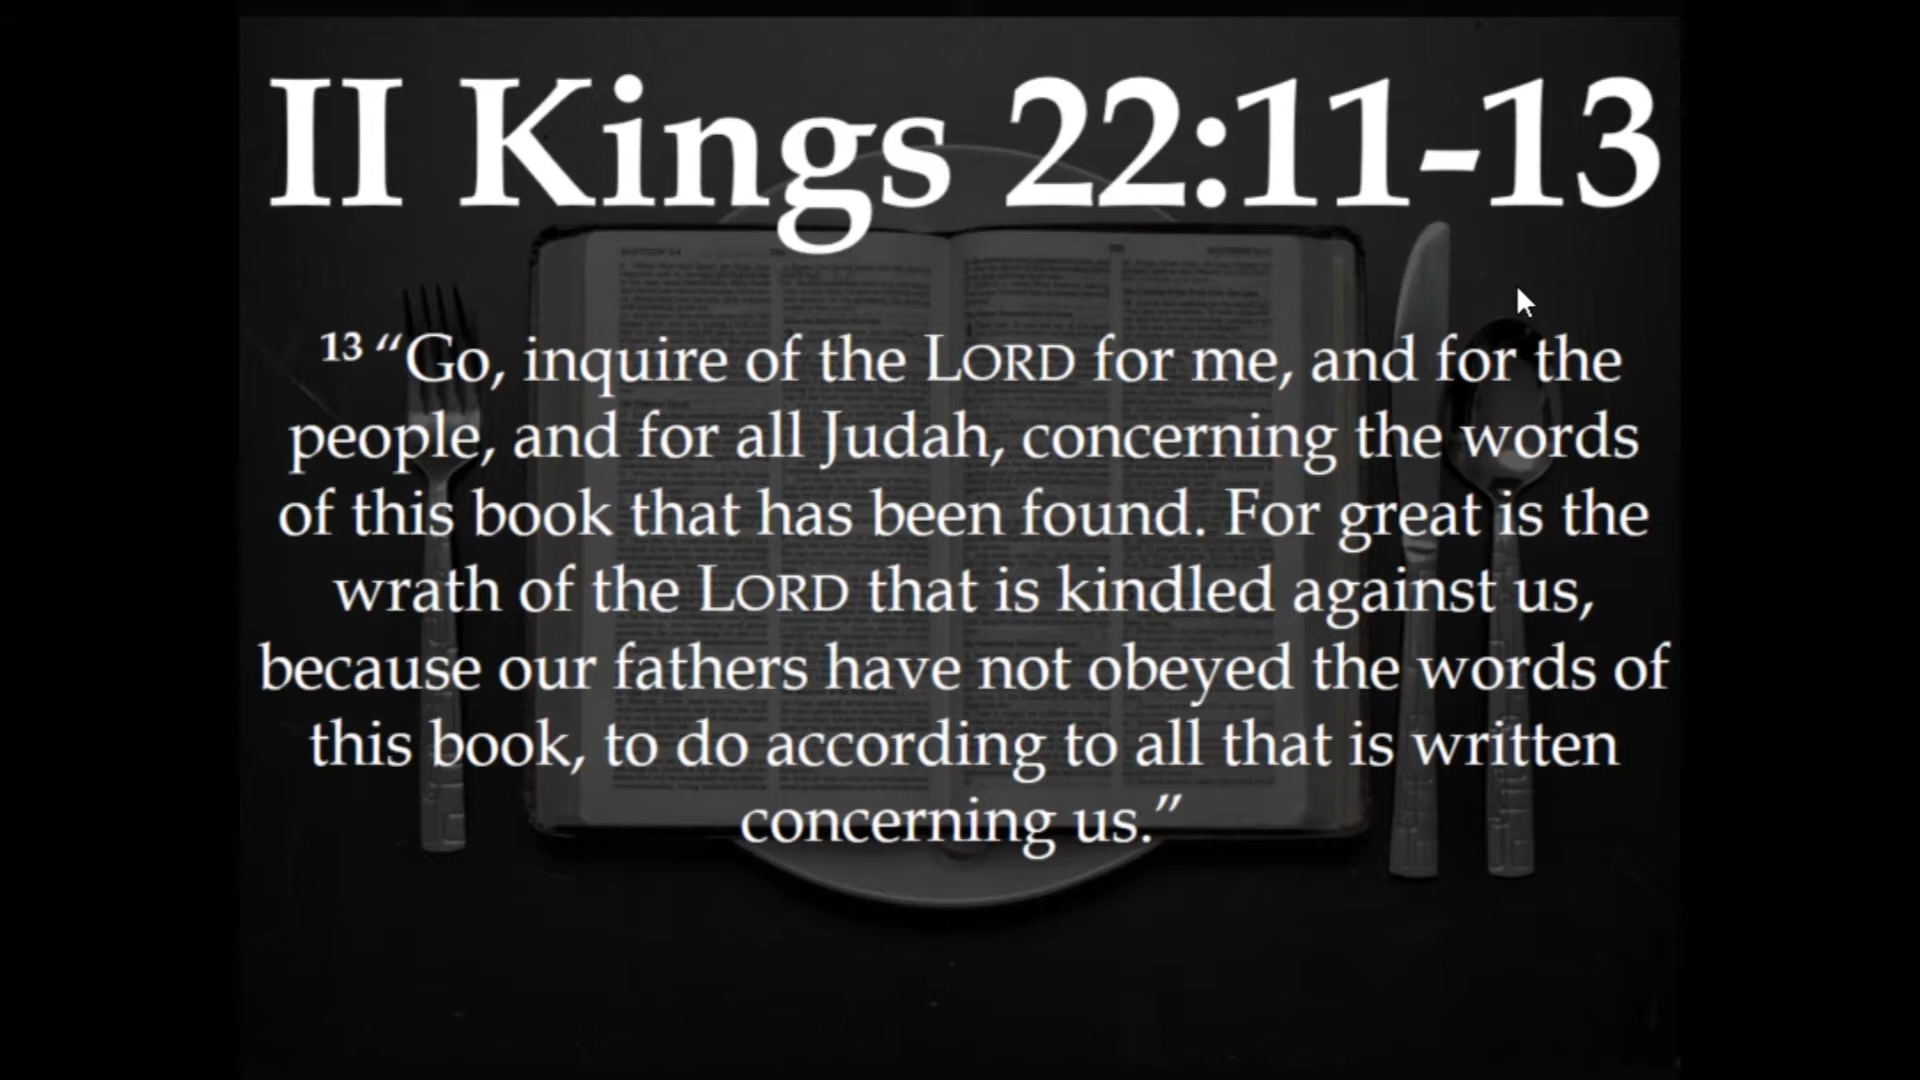 II Kings 22:11-13
13 “Go, inquire of the LORD for me, and for the
people, and for all Judah, concerning the words
of this book that has been found. For great is the
wrath of the LORD that is kindled against us,
because our fathers have not obeyed the words of
this book, to do according to all that is written
concerning us.”